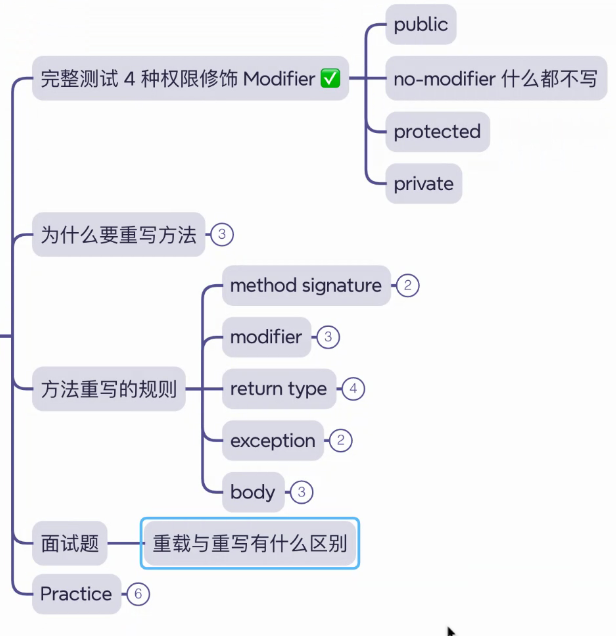 完整测试 4 种权限修饰 Modifier ✅
public
no-modifier 什么都不写
protected
private
为什么要重写方法
3
方法重写的规则
method signature
2
modifier
3
return type
4
exception
2
body
3
面试题
重载与重写有什么区别
Practice
6